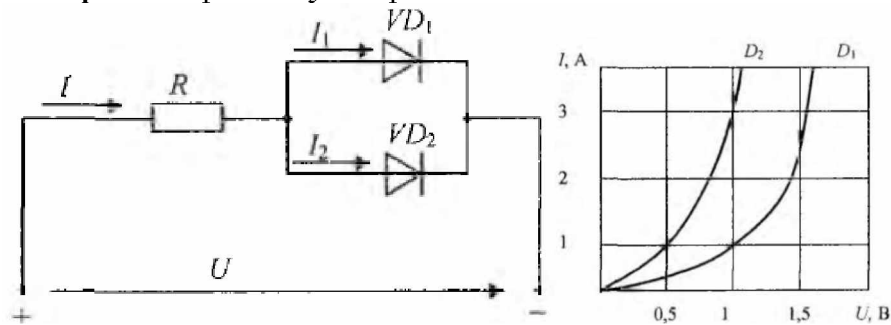 I
R
I₁
VD₁
I₂
VD₂
U
+
−
I, А
3
2
1
D₂
D₁
0,5
1
1,5
U, В